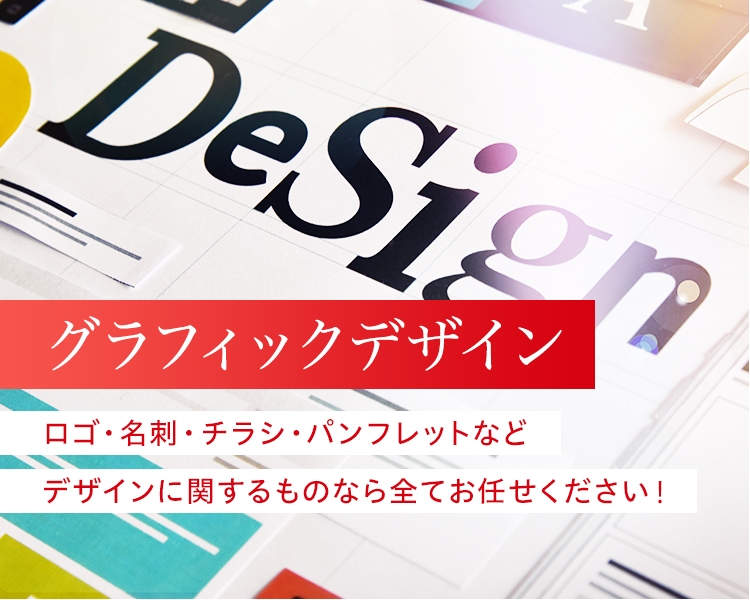 A
DeSign
グラフィックデザイン
ロゴ・名刺・チラシ・パンフレットなど
デザインに関するものなら全てお任せください！